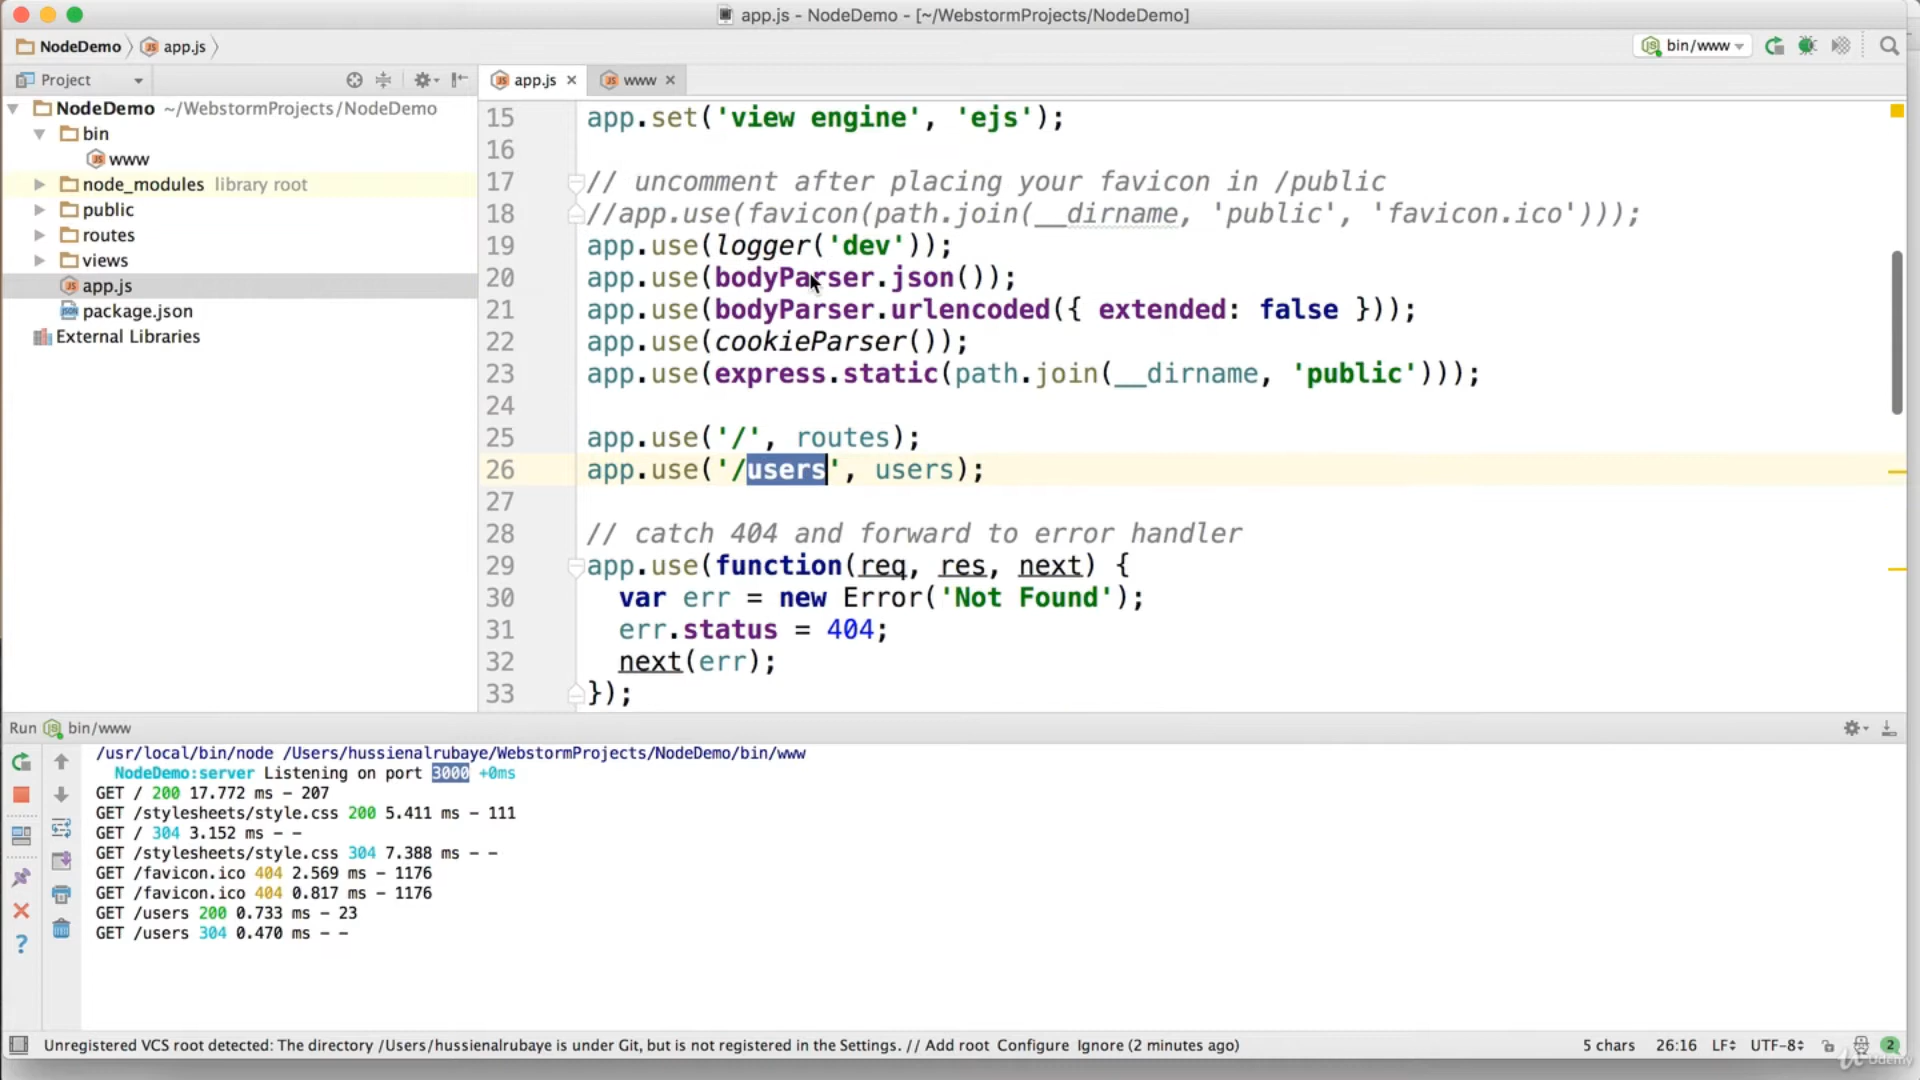 app.js - NodeDemo - [~/WebstormProjects/NodeDemo]
NodeDemo app.js bin/www
Project app.js www
NodeDemo ~/WebstormProjects/NodeDemo
bin
www
node_modules library root
public
routes
views
app.js
package.json
External Libraries
15 app.set('view engine', 'ejs');
16
17 // uncomment after placing your favicon in /public
18 //app.use(favicon(path.join(__dirname, 'public', 'favicon.ico')));
19 app.use(logger('dev'));
20 app.use(bodyParser.json());
21 app.use(bodyParser.urlencoded({ extended: false }));
22 app.use(cookieParser());
23 app.use(express.static(path.join(__dirname, 'public')));
24
25 app.use('/', routes);
26 app.use('/users', users);
27
28 // catch 404 and forward to error handler
29 app.use(function(req, res, next) {
30 var err = new Error('Not Found');
31 err.status = 404;
32 next(err);
33 });
Run bin/www
/usr/local/bin/node /Users/hussienalrubaye/WebstormProjects/NodeDemo/bin/www
NodeDemo:server Listening on port 3000 +0ms
GET / 200 17.772 ms - 207
GET /stylesheets/style.css 200 5.411 ms - 111
GET / 304 3.152 ms - -
GET /stylesheets/style.css 304 7.388 ms - -
GET /favicon.ico 404 2.569 ms - 1176
GET /favicon.ico 404 0.817 ms - 1176
GET /users 200 0.733 ms - 23
GET /users 304 0.470 ms - -
Unregistered VCS root detected: The directory /Users/hussienalrubaye is under Git, but is not registered in the Settings. // Add root Configure Ignore (2 minutes ago) 5 chars 26:16 LF UTF-8 2
Udemy